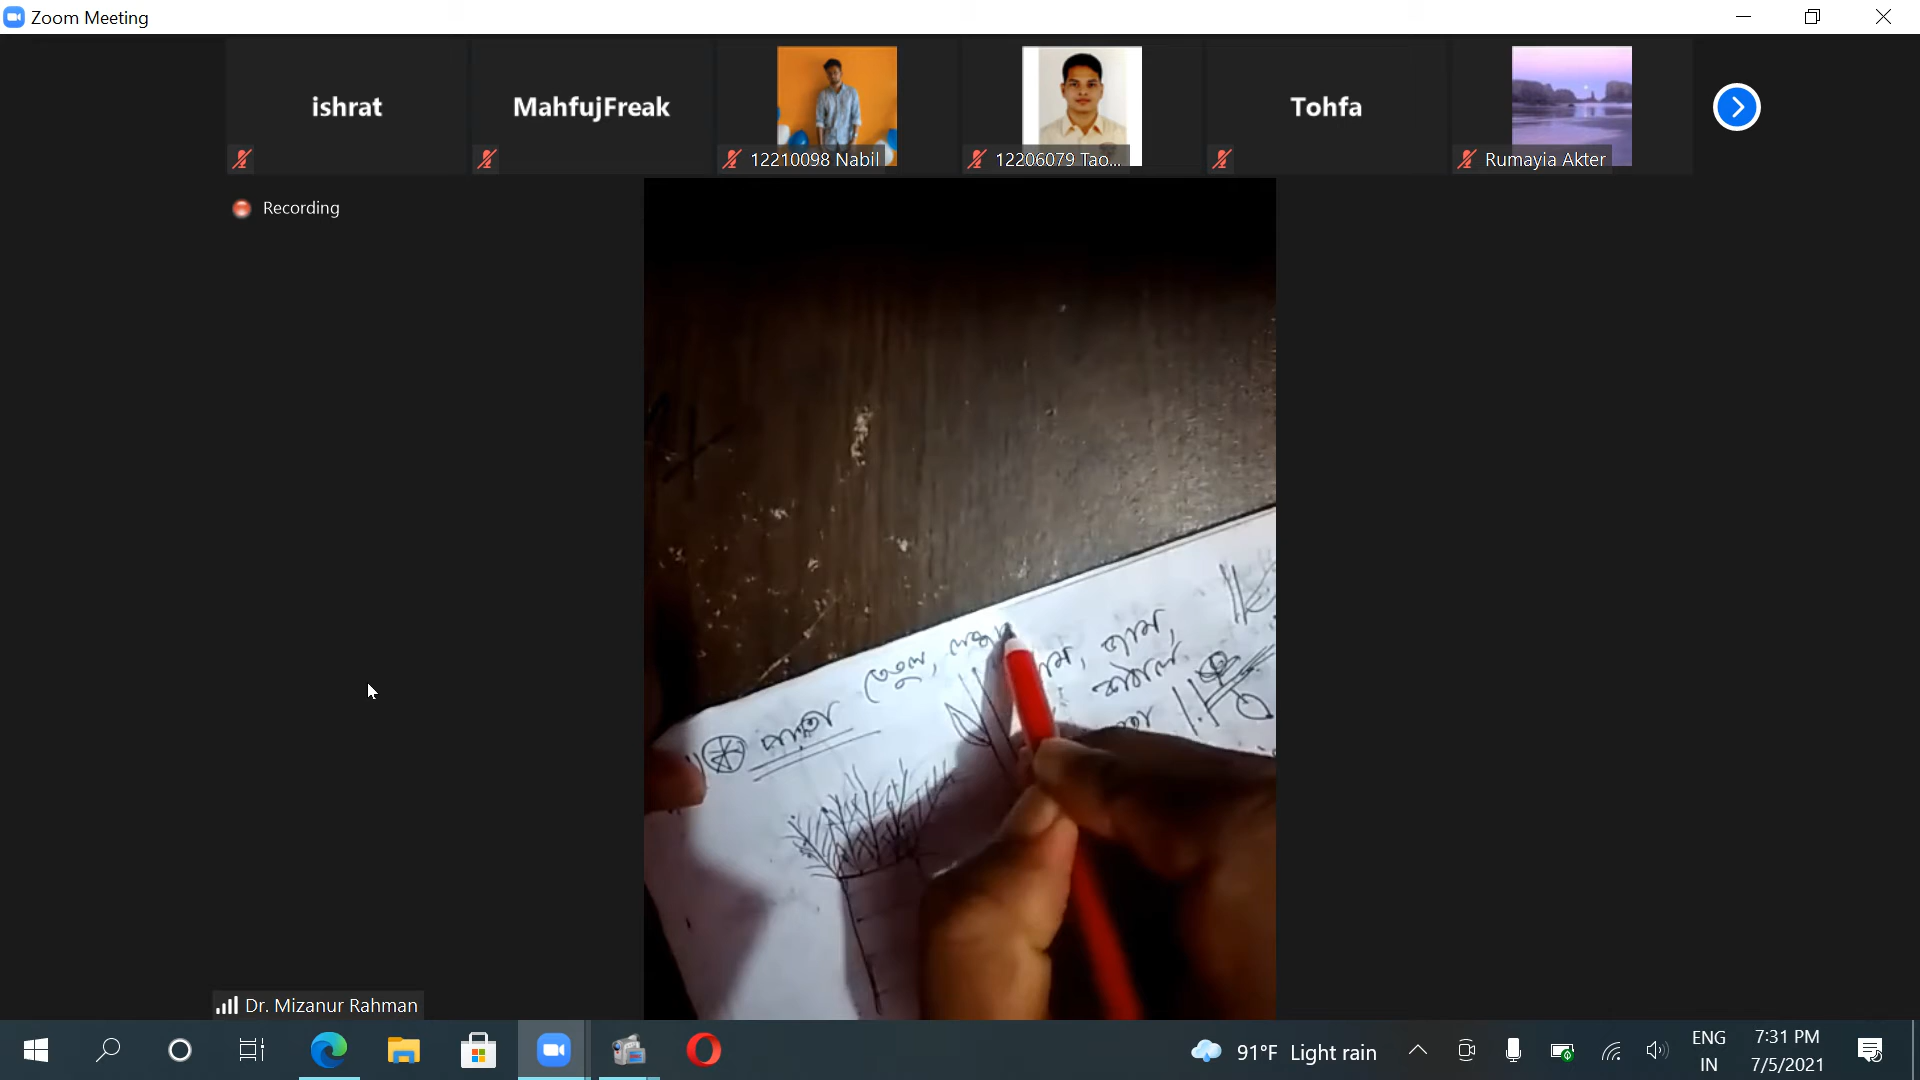 Zoom Meeting
ishrat
MahfujFreak
12210098 Nabil
12206079 Tao...
Tohfa
Rumayia Akter
Recording
তেতুল,
আম, জাম,
কাঠাল
Dr. Mizanur Rahman
91°F Light rain
ENG
IN
7:31 PM
7/5/2021